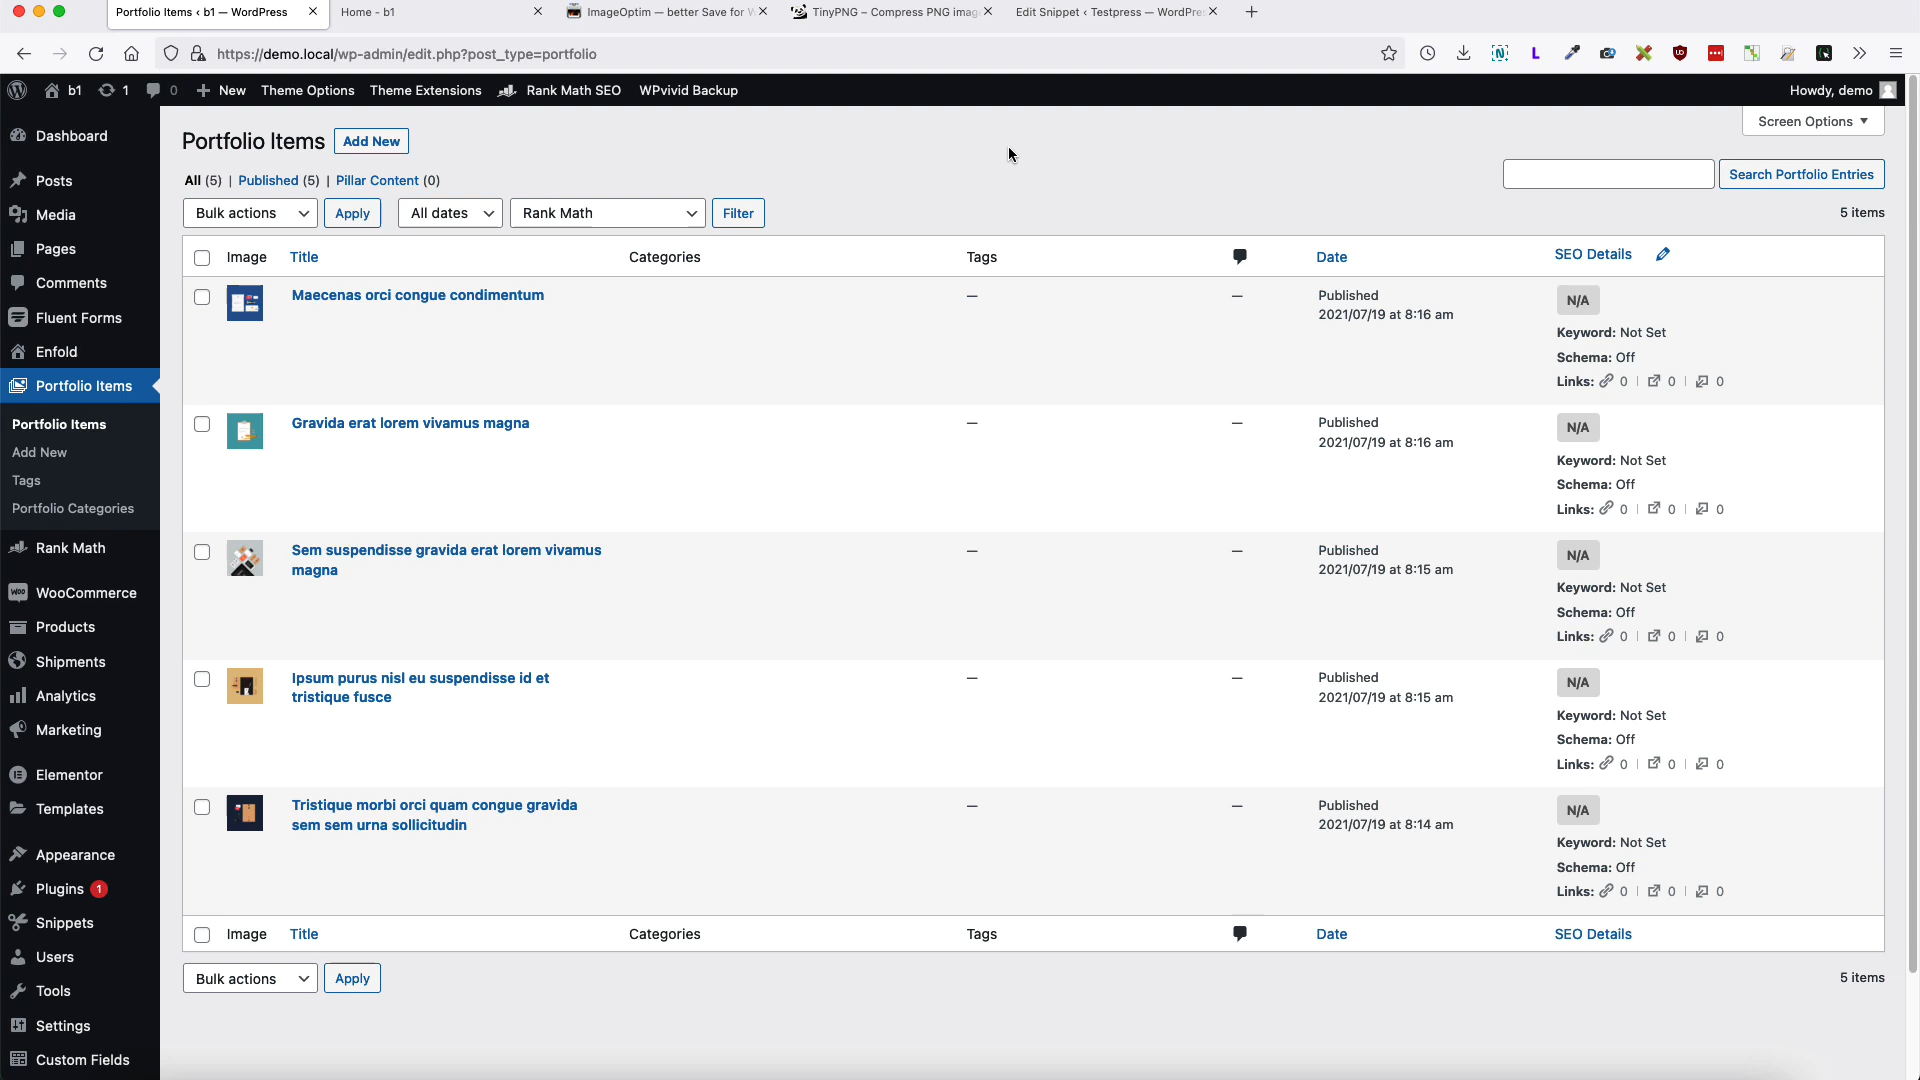 Portfolio Items ‹ b1 — WordPress
Home - b1
ImageOptim — better Save for W
TinyPNG – Compress PNG imag
Edit Snippet ‹ Testpress — WordPre
https://demo.local/wp-admin/edit.php?post_type=portfolio
b1 1 0 New Theme Options Theme Extensions Rank Math SEO WPvivid Backup Howdy, demo
Dashboard
Posts
Media
Pages
Comments
Fluent Forms
Enfold
Portfolio Items
Portfolio Items
Add New
Tags
Portfolio Categories
Rank Math
WooCommerce
Products
Shipments
Analytics
Marketing
Elementor
Templates
Appearance
Plugins 1
Snippets
Users
Tools
Settings
Custom Fields
Screen Options
Portfolio Items Add New
All (5) | Published (5) | Pillar Content (0)
Search Portfolio Entries
Bulk actions Apply All dates Rank Math Filter 5 items
Image Title Categories Tags Date SEO Details
Maecenas orci congue condimentum — — Published
2021/07/19 at 8:16 am
N/A
Keyword: Not Set
Schema: Off
Links: 0 | 0 | 0
Gravida erat lorem vivamus magna — — Published
2021/07/19 at 8:16 am
N/A
Keyword: Not Set
Schema: Off
Links: 0 | 0 | 0
Sem suspendisse gravida erat lorem vivamus — — Published
magna 2021/07/19 at 8:15 am
N/A
Keyword: Not Set
Schema: Off
Links: 0 | 0 | 0
Ipsum purus nisl eu suspendisse id et — — Published
tristique fusce 2021/07/19 at 8:15 am
N/A
Keyword: Not Set
Schema: Off
Links: 0 | 0 | 0
Tristique morbi orci quam congue gravida — — Published
sem sem urna sollicitudin 2021/07/19 at 8:14 am
N/A
Keyword: Not Set
Schema: Off
Links: 0 | 0 | 0
Image Title Categories Tags Date SEO Details
Bulk actions Apply 5 items